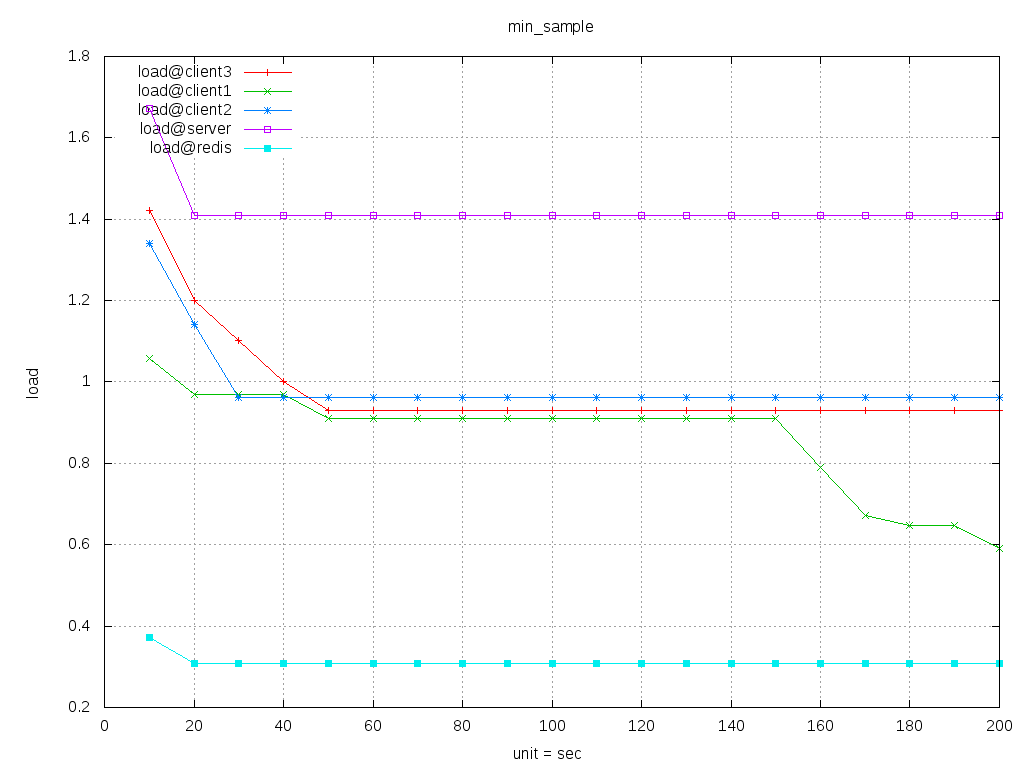 min_sample
1.8
load@client3
load@client1
load@client2
load@server
load@redis
1.6
1.4
1.2
1
0.8
0.6
0.4
0.2
load
0 20 40 60 80 100 120 140 160 180 200
unit = sec